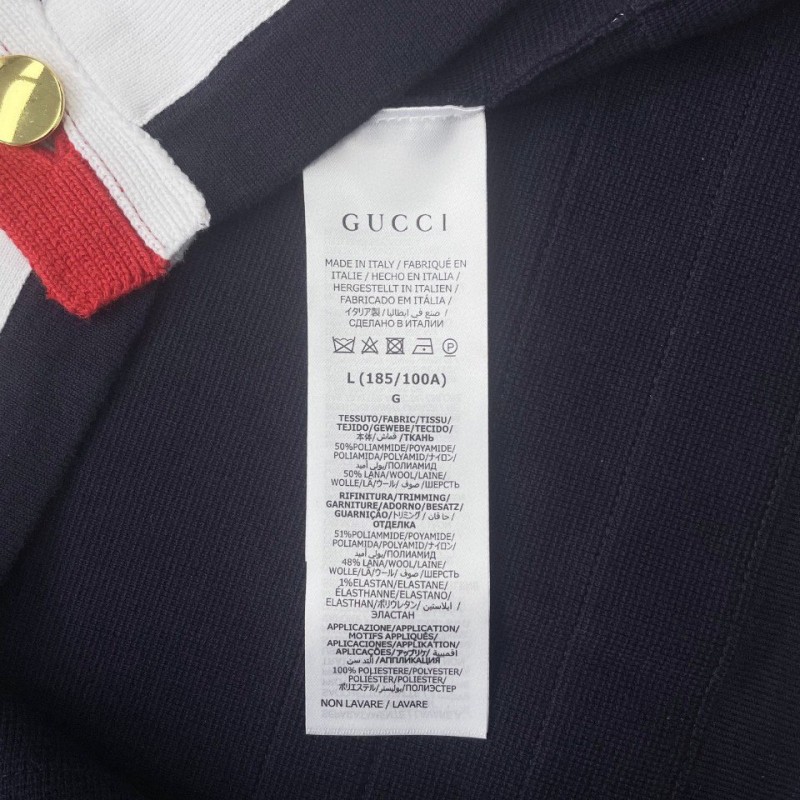 GUCCI
MADE IN ITALY / FABRIQUÉ EN
ITALIE / HECHO EN ITALIA /
HERGESTELLT IN ITALIEN /
FABRICADO EM ITÁLIA /
イタリア製 / صنع في ايطاليا /
СДЕЛАНО В ИТАЛИИ
P
L (185/100A)
G
TESSUTO/FABRIC/TISSU/
TEJIDO/GEWEBE/TECIDO/
本体/قماش/ТКАНЬ
50%POLIAMMIDE/POYAMIDE/
POLIAMIDA/POLYAMID/ナイロン/
بولي أميد/ПОЛИАМИД
50% LANA/WOOL/LAINE/
WOLLE/LÃ/ウール/صوف/ШЕРСТЬ
RIFINITURA/TRIMMING/
GARNITURE/ADORNO/BESATZ/
GUARNIÇÃO/トリミング/حافان/
ОТДЕЛКА
51%POLIAMMIDE/POYAMIDE/
POLIAMIDA/POLYAMID/ナイロン/
بولي أميد/ПОЛИАМИД
48% LANA/WOOL/LAINE/
WOLLE/LÃ/ウール/صوف/ШЕРСТЬ
1%ELASTAN/ELASTANE/
ÉLASTHANNE/ELASTANO/
ELASTHAN/ポリウレタン/ايلاستين/
ЭЛАСТАН
APPLICAZIONE/APPLICATION/
MOTIFS APPLIQUÉS/
APLICACIONES/APPLIKATION/
APLICAÇÕES/アップリケ/
/АППЛИКАЦИЯ
100% POLIESTERE/POLYESTER/
POLIÉSTER/POLYESTER/
ポリエステル/بوليستر/ПОЛИЭСТЕР
NON LAVARE / LAVARE